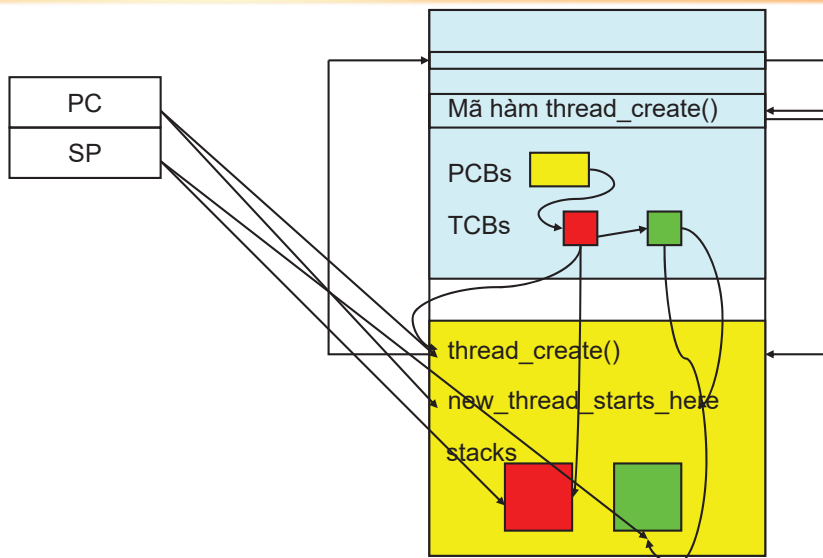 PC
SP
Mã hàm thread_create()
PCBs
TCBs
thread_create()
new_thread_starts_here
stacks